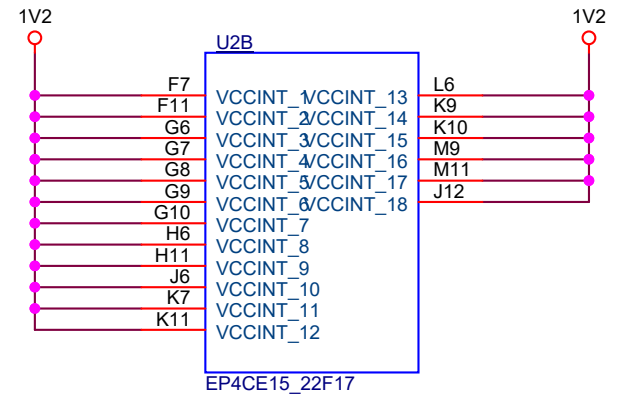 1V2 1V2
U2B
F7 VCCINT_1 VCCINT_13 L6
F11 VCCINT_2 VCCINT_14 K9
G6 VCCINT_3 VCCINT_15 K10
G7 VCCINT_4 VCCINT_16 M9
G8 VCCINT_5 VCCINT_17 M11
G9 VCCINT_6 VCCINT_18 J12
G10 VCCINT_7
H6 VCCINT_8
H11 VCCINT_9
J6 VCCINT_10
K7 VCCINT_11
K11 VCCINT_12
EP4CE15_22F17